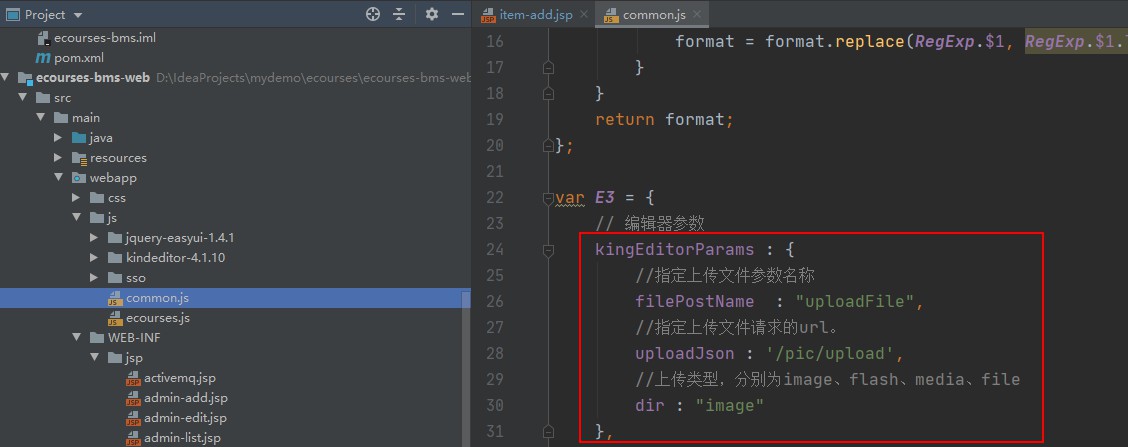 Project
ecourses-bms.iml
pom.xml
ecourses-bms-web D:\IdeaProjects\mydemo\ecourses\ecourses-bms-web
src
main
java
resources
webapp
css
js
jquery-easyui-1.4.1
kindeditor-4.1.10
sso
common.js
ecourses.js
WEB-INF
jsp
activemq.jsp
admin-add.jsp
admin-edit.jsp
admin-list.jsp
item-add.jsp
common.js
16 format = format.replace(RegExp.$1, RegExp.$1.
17 }
18 }
19 return format;
20 };
21
22 var E3 = {
23 // 编辑器参数
24 kingEditorParams : {
25 //指定上传文件参数名称
26 filePostName  : "uploadFile",
27 //指定上传文件请求的url。
28 uploadJson : '/pic/upload',
29 //上传类型，分别为image、flash、media、file
30 dir : "image"
31 },